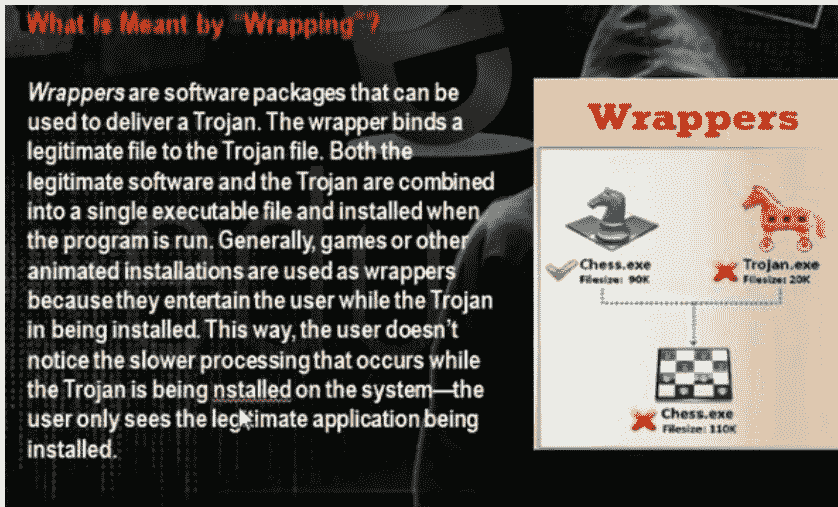 What Is Meant by "Wrapping"?
Wrappers are software packages that can be
used to deliver a Trojan. The wrapper binds a
legitimate file to the Trojan file. Both the
legitimate software and the Trojan are combined
into a single executable file and installed when
the program is run. Generally, games or other
animated installations are used as wrappers
because they entertain the user while the Trojan
in being installed. This way, the user doesn't
notice the slower processing that occurs while
the Trojan is being nstalled on the system—the
user only sees the legitimate application being
installed.
Wrappers
Chess.exe
Filesize: 90K
Trojan.exe
Filesize: 20K
Chess.exe
Filesize: 110K